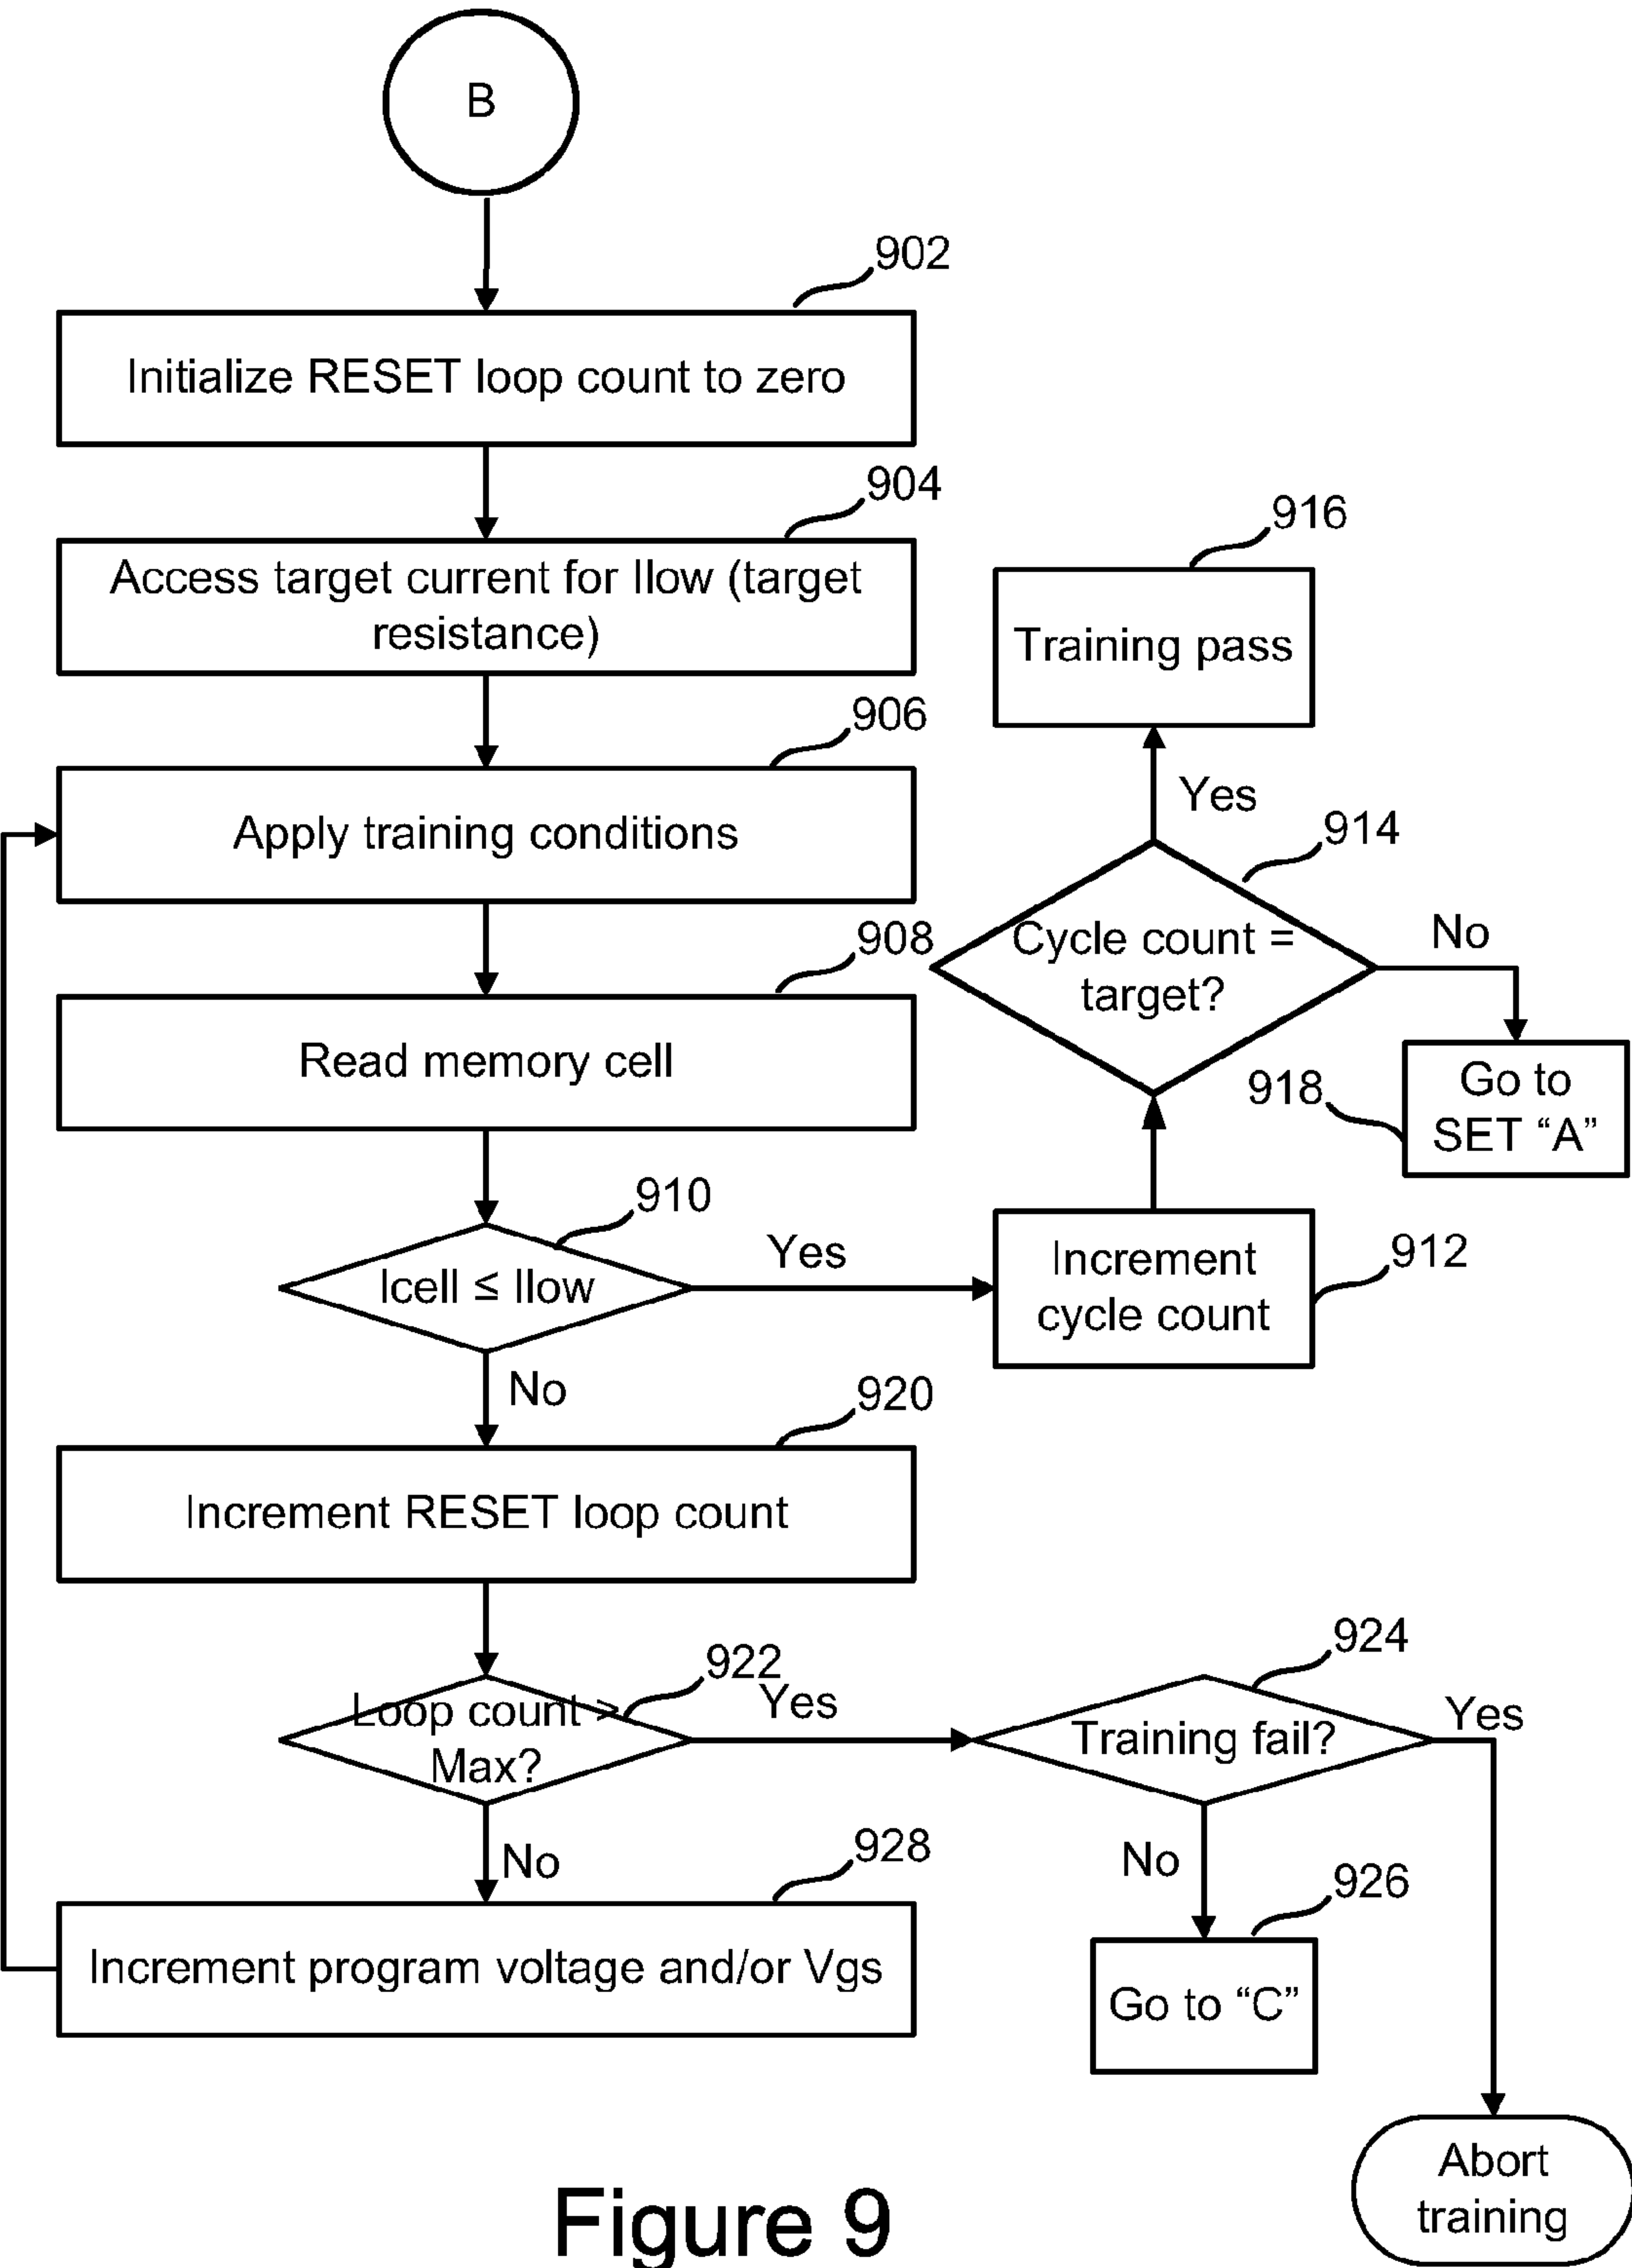 B
902
Initialize RESET loop count to zero
904
Access target current for Ilow (target
resistance)
916
Training pass
906
Apply training conditions
Yes
914
Cycle count =
target?
No
908
Read memory cell
918
Go to
SET “A”
910
Icell ≤ Ilow
Yes
Increment
cycle count
912
No
920
Increment RESET loop count
922
Loop count >
Max?
Yes
924
Training fail?
Yes
No
928
Increment program voltage and/or Vgs
No
926
Go to “C”
Abort
training
Figure 9